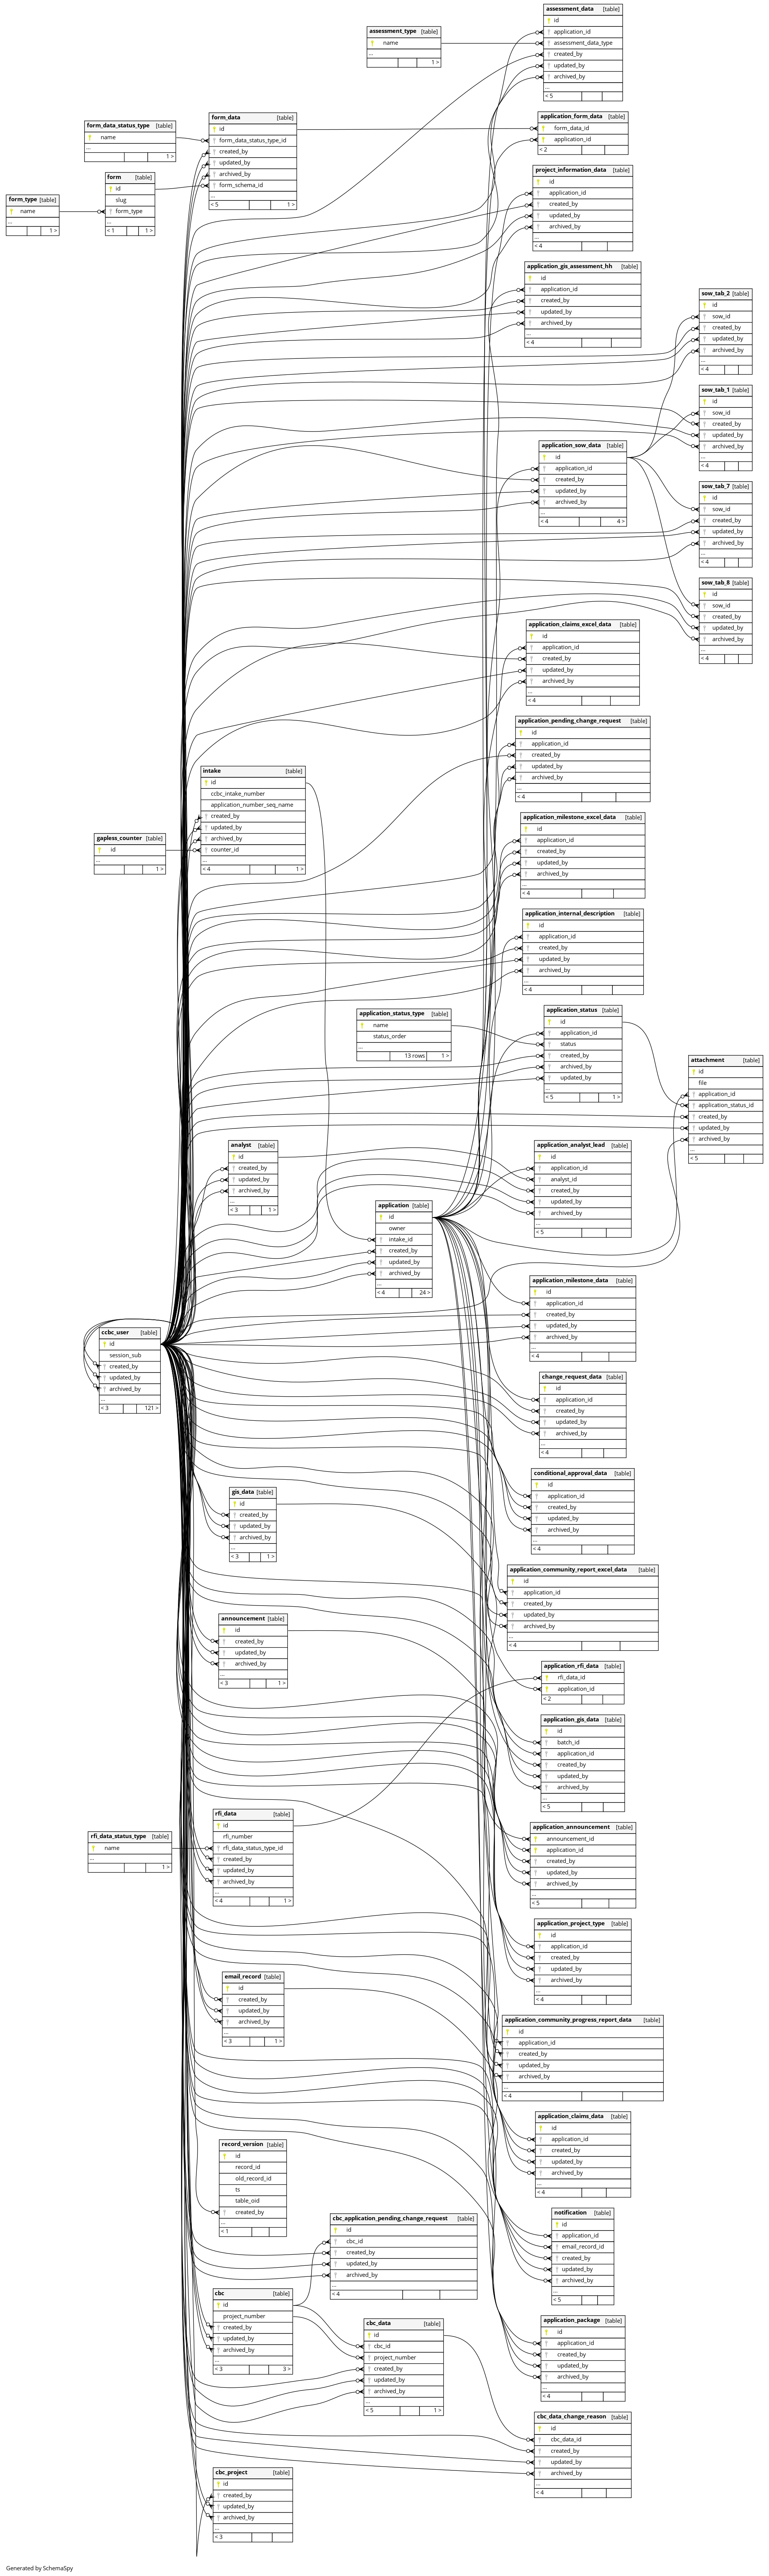 assessment_data [table]
id
application_id
assessment_data_type
created_by
updated_by
archived_by
...
< 5
assessment_type [table]
name
...
1 >
application_form_data [table]
form_data_id
application_id
< 2
form_data [table]
id
form_data_status_type_id
created_by
updated_by
archived_by
form_schema_id
...
< 5 1 >
form_data_status_type [table]
name
...
1 >
form [table]
id
slug
form_type
...
< 1 1 >
form_type [table]
name
...
1 >
project_information_data [table]
id
application_id
created_by
updated_by
archived_by
...
< 4
application_gis_assessment_hh [table]
id
application_id
created_by
updated_by
archived_by
...
< 4
sow_tab_2 [table]
id
sow_id
created_by
updated_by
archived_by
...
< 4
sow_tab_1 [table]
id
sow_id
created_by
updated_by
archived_by
...
< 4
application_sow_data [table]
id
application_id
created_by
updated_by
archived_by
...
< 4 4 >
sow_tab_7 [table]
id
sow_id
created_by
updated_by
archived_by
...
< 4
sow_tab_8 [table]
id
sow_id
created_by
updated_by
archived_by
...
< 4
application_claims_excel_data [table]
id
application_id
created_by
updated_by
archived_by
...
< 4
application_pending_change_request [table]
id
application_id
created_by
updated_by
archived_by
...
< 4
intake [table]
id
ccbc_intake_number
application_number_seq_name
created_by
updated_by
archived_by
counter_id
...
< 4 1 >
gapless_counter [table]
id
...
1 >
application_milestone_excel_data [table]
id
application_id
created_by
updated_by
archived_by
...
< 4
application_internal_description [table]
id
application_id
created_by
updated_by
archived_by
...
< 4
application_status_type [table]
name
status_order
...
13 rows 1 >
application_status [table]
id
application_id
status
created_by
archived_by
updated_by
...
< 5 1 >
attachment [table]
id
file
application_id
application_status_id
created_by
updated_by
archived_by
...
< 5
analyst [table]
id
created_by
updated_by
archived_by
...
< 3 1 >
application_analyst_lead [table]
id
application_id
analyst_id
created_by
updated_by
archived_by
...
< 5
application [table]
id
owner
intake_id
created_by
updated_by
archived_by
...
< 4 24 >
application_milestone_data [table]
id
application_id
created_by
updated_by
archived_by
...
< 4
ccbc_user [table]
id
session_sub
created_by
updated_by
archived_by
...
< 3 121 >
change_request_data [table]
id
application_id
created_by
updated_by
archived_by
...
< 4
conditional_approval_data [table]
id
application_id
created_by
updated_by
archived_by
...
< 4
gis_data [table]
id
created_by
updated_by
archived_by
...
< 3 1 >
application_community_report_excel_data [table]
id
application_id
created_by
updated_by
archived_by
...
< 4
announcement [table]
id
created_by
updated_by
archived_by
...
< 3 1 >
application_rfi_data [table]
rfi_data_id
application_id
< 2
application_gis_data [table]
id
batch_id
application_id
created_by
updated_by
archived_by
...
< 5
rfi_data [table]
id
rfi_number
rfi_data_status_type_id
created_by
updated_by
archived_by
...
< 4 1 >
rfi_data_status_type [table]
name
...
1 >
application_announcement [table]
announcement_id
application_id
created_by
updated_by
archived_by
...
< 5
application_project_type [table]
id
application_id
created_by
updated_by
archived_by
...
< 4
email_record [table]
id
created_by
updated_by
archived_by
...
< 3 1 >
application_community_progress_report_data [table]
id
application_id
created_by
updated_by
archived_by
...
< 4
application_claims_data [table]
id
application_id
created_by
updated_by
archived_by
...
< 4
record_version [table]
id
record_id
old_record_id
ts
table_oid
created_by
...
< 1
notification [table]
id
application_id
email_record_id
created_by
updated_by
archived_by
...
< 5
cbc_application_pending_change_request [table]
id
cbc_id
created_by
updated_by
archived_by
...
< 4
cbc [table]
id
project_number
created_by
updated_by
archived_by
...
< 3 3 >
application_package [table]
id
application_id
created_by
updated_by
archived_by
...
< 4
cbc_data [table]
id
cbc_id
project_number
created_by
updated_by
archived_by
...
< 5 1 >
cbc_data_change_reason [table]
id
cbc_data_id
created_by
updated_by
archived_by
...
< 4
cbc_project [table]
id
created_by
updated_by
archived_by
...
< 3
Generated by SchemaSpy